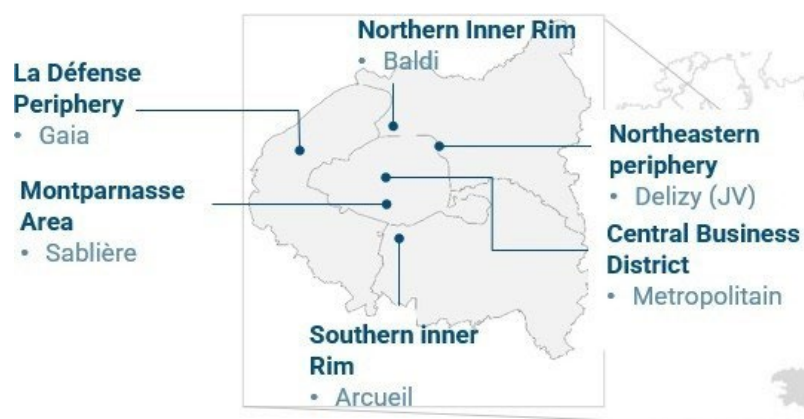 Northern Inner Rim
• Baldi
La Défense
Periphery
• Gaia
Northeastern
periphery
• Delizy (JV)
Montparnasse
Area
• Sablière
Central Business
District
• Metropolitain
Southern inner
Rim
• Arcueil